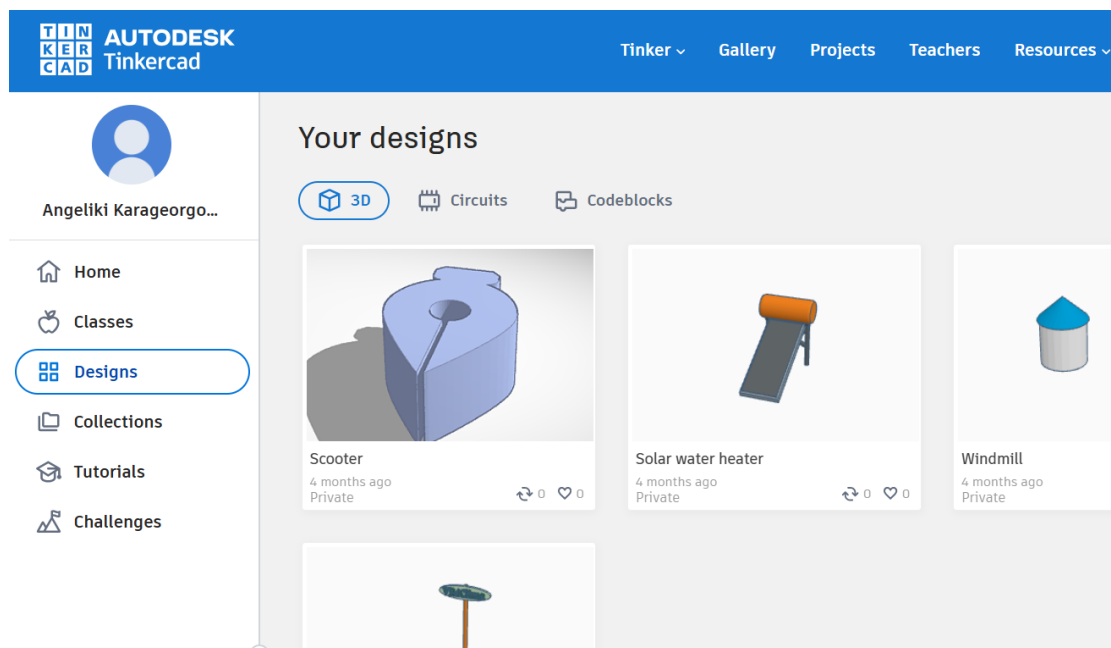 TIN
KER
CAD
AUTODESK
Tinkercad
Tinker
Gallery
Projects
Teachers
Resources
Angeliki Karageorgo...
Home
Classes
Designs
Collections
Tutorials
Challenges
Your designs
3D
Circuits
Codeblocks
Scooter
4 months ago
Private
0
0
Solar water heater
4 months ago
Private
0
0
Windmill
4 months ago
Private